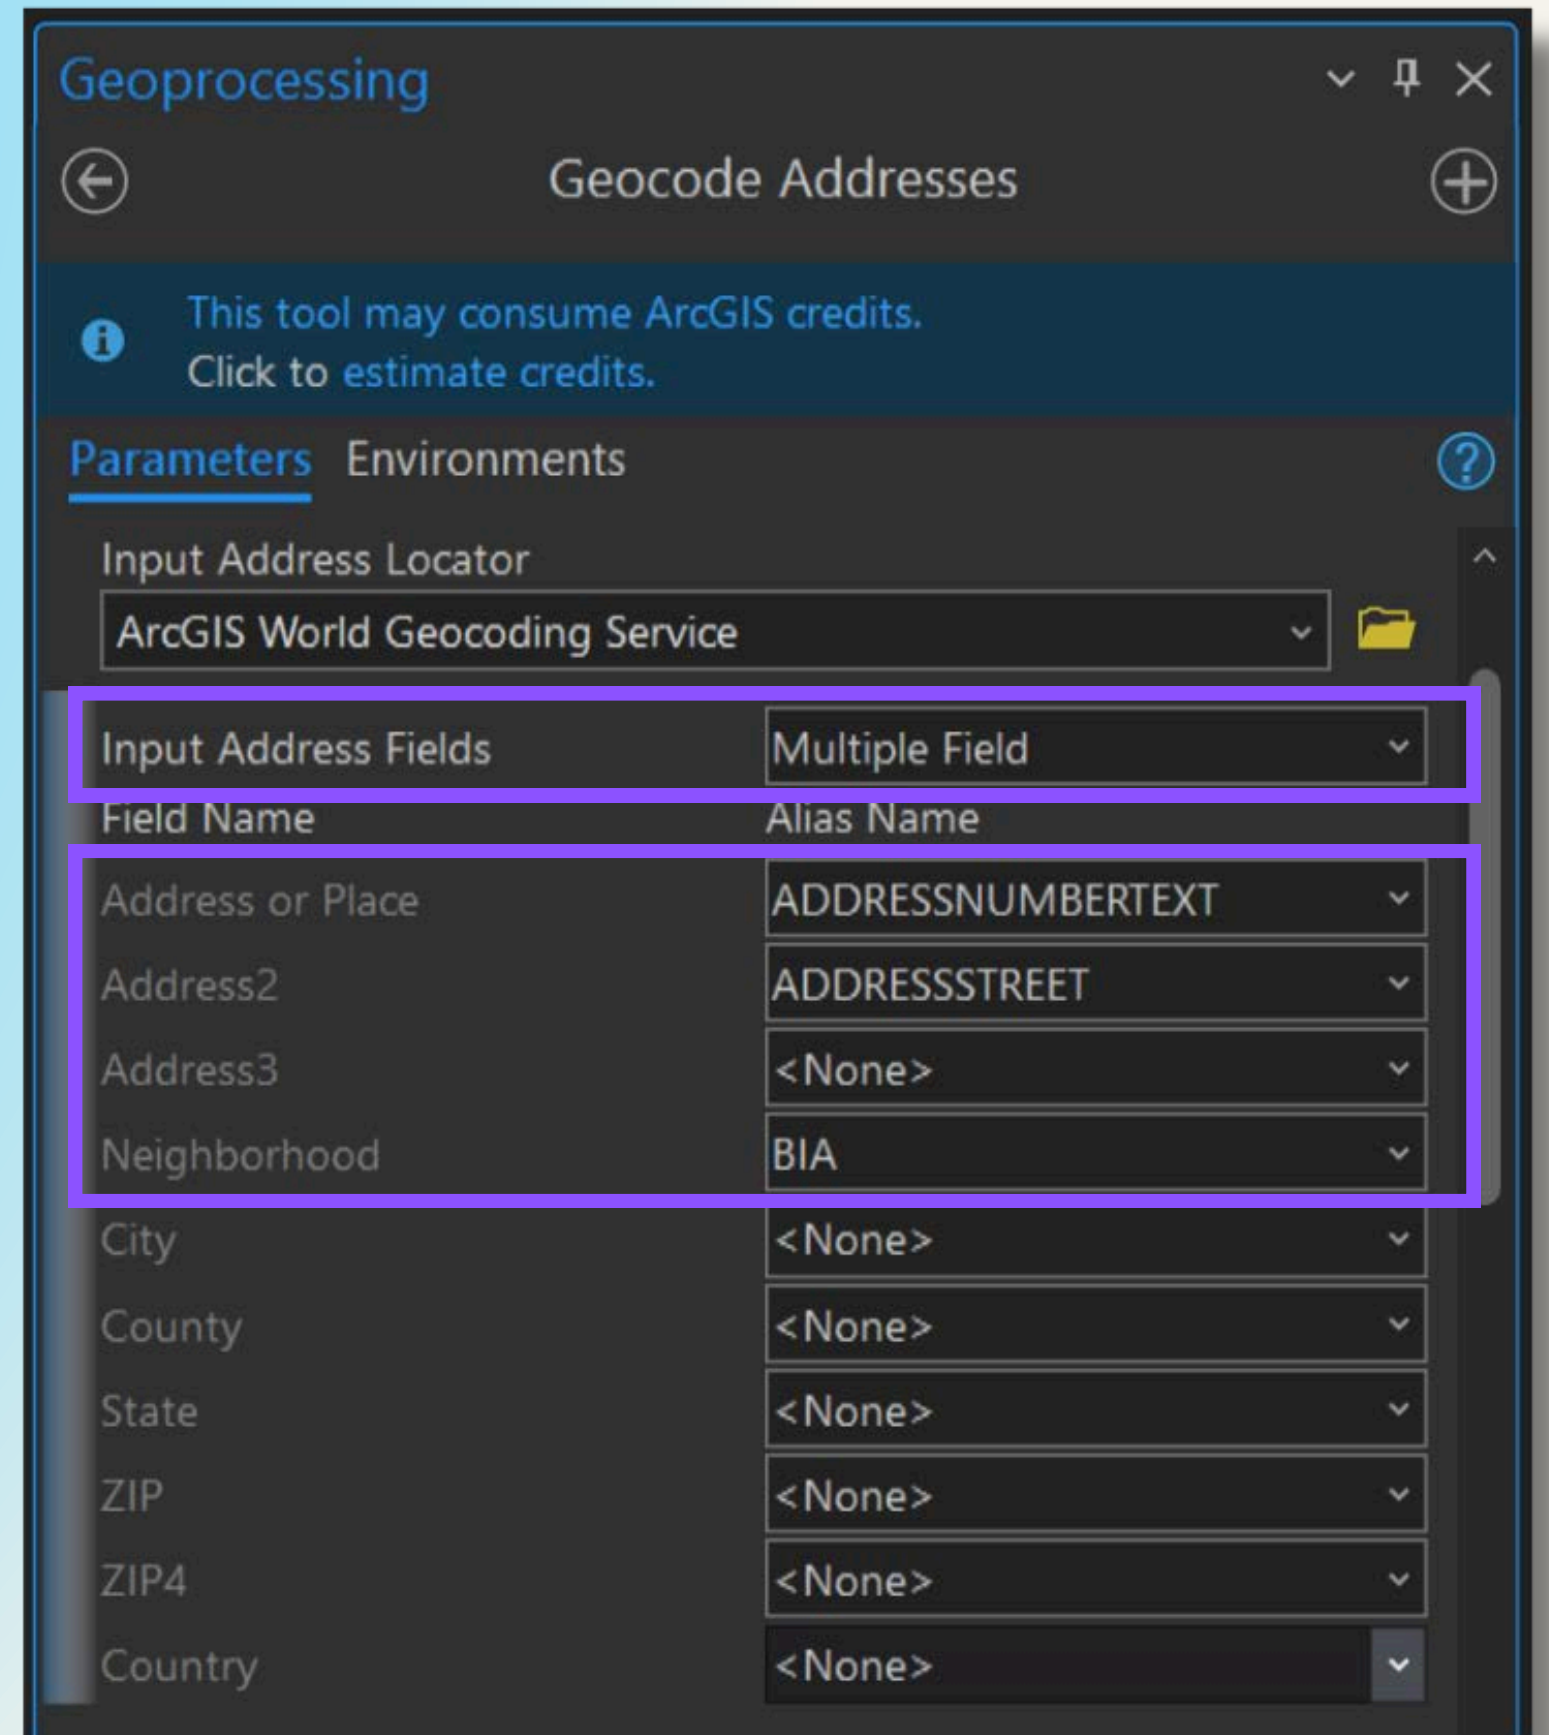 Geoprocessing
Geocode Addresses
This tool may consume ArcGIS credits.
Click to estimate credits.
Parameters Environments
Input Address Locator
ArcGIS World Geocoding Service
Input Address Fields Multiple Field
Field Name Alias Name
Address or Place ADDRESSNUMBERTEXT
Address2 ADDRESSSTREET
Address3 <None>
Neighborhood BIA
City <None>
County <None>
State <None>
ZIP <None>
ZIP4 <None>
Country <None>